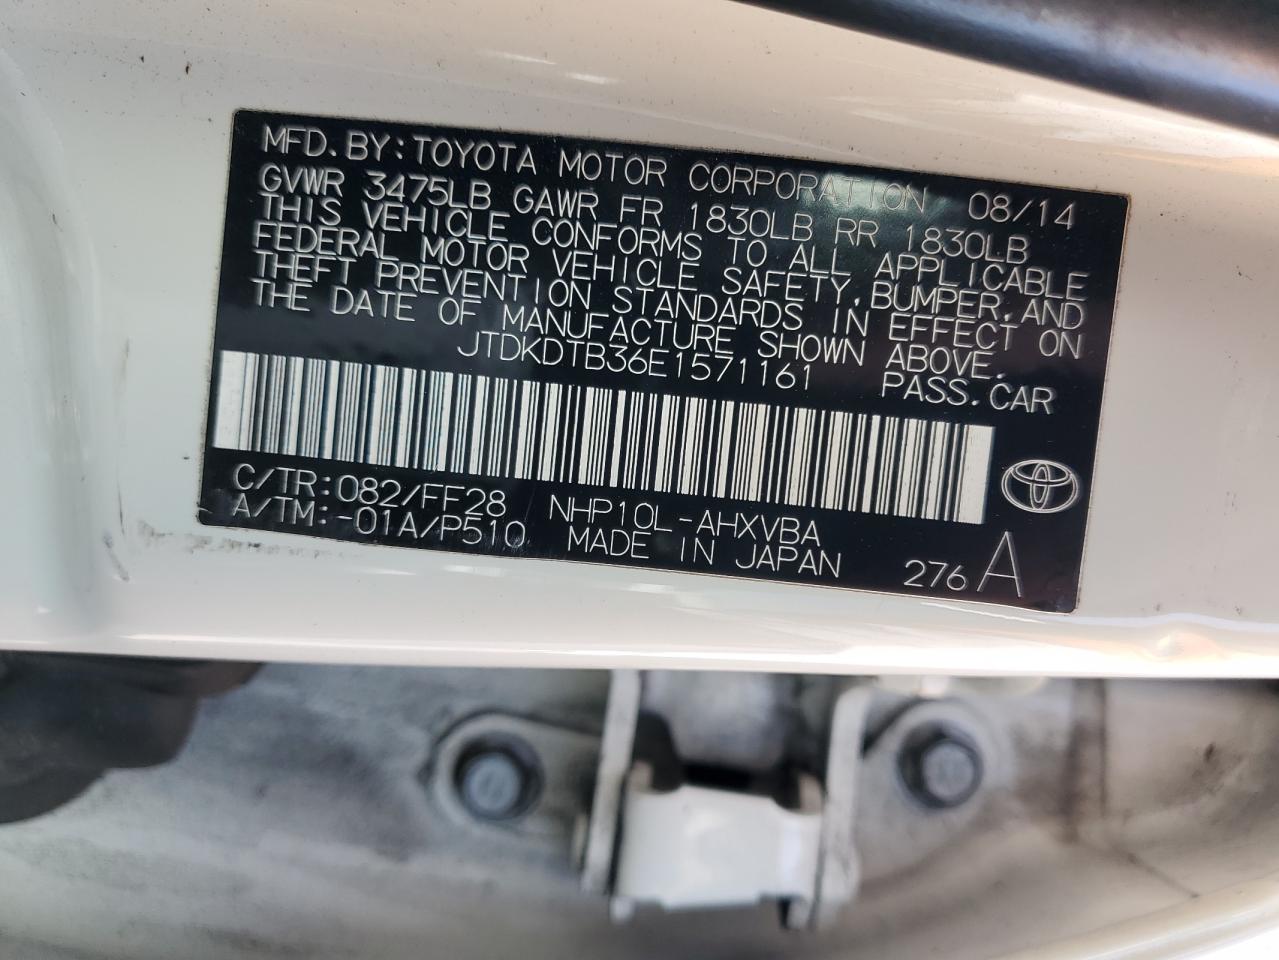 MFD.BY:TOYOTA MOTOR CORPORATION 08/14
GVWR 3475LB GAWR FR 1830LB RR 1830LB
THIS VEHICLE CONFORMS TO ALL APPLICABLE
FEDERAL MOTOR VEHICLE SAFETY,BUMPER,AND
THEFT PREVENTION STANDARDS IN EFFECT ON
THE DATE OF MANUFACTURE SHOWN ABOVE.
JTDKDTB36E1571161 PASS.CAR
C/TR:082/FF28 NHP10L-AHXVBA
A/TM:-01A/P510 MADE IN JAPAN 276 A